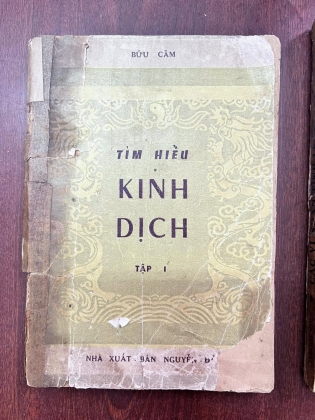 BỬU CẦM
TÌM HIỂU
KINH
DỊCH
TẬP I
NHÀ XUẤT BẢN